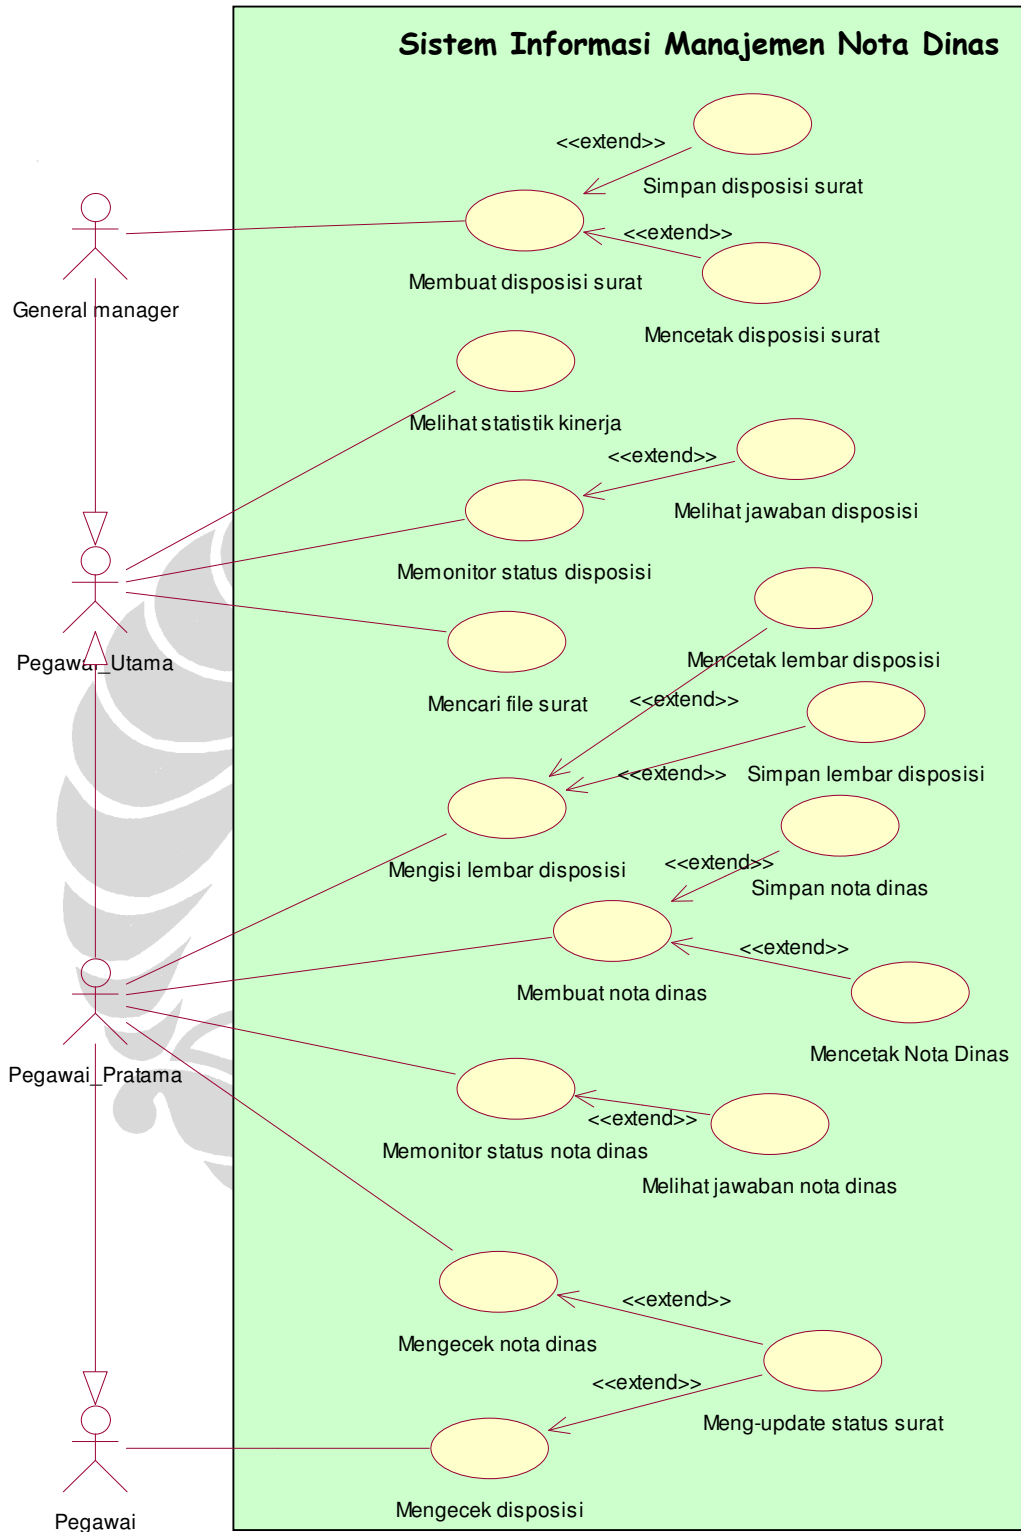 Sistem Informasi Manajemen Nota Dinas
<<extend>>
Simpan disposisi surat
<<extend>>
Membuat disposisi surat
General manager
Mencetak disposisi surat
Melihat statistik kinerja
<<extend>>
Melihat jawaban disposisi
Memonitor status disposisi
Pegawai_Utama
Mencetak lembar disposisi
Mencari file surat
<<extend>>
<<extend>>
Simpan lembar disposisi
Mengisi lembar disposisi
<<extend>>
Simpan nota dinas
<<extend>>
Membuat nota dinas
Mencetak Nota Dinas
Pegawai_Pratama
<<extend>>
Memonitor status nota dinas
Melihat jawaban nota dinas
<<extend>>
Mengecek nota dinas
<<extend>>
Meng-update status surat
Mengecek disposisi
Pegawai